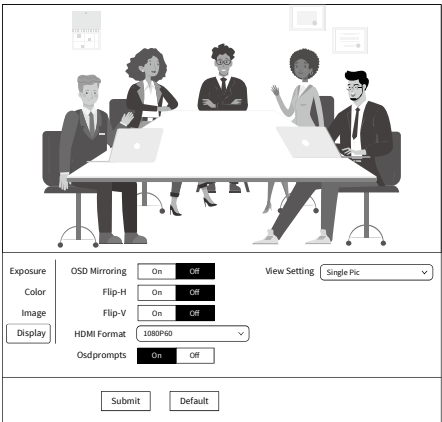 Exposure OSD Mirroring On Off View Setting Single Pic
Color Flip-H On Off
Image Flip-V On Off
Display HDMI Format 1080P60
Osdprompts On Off
Submit Default